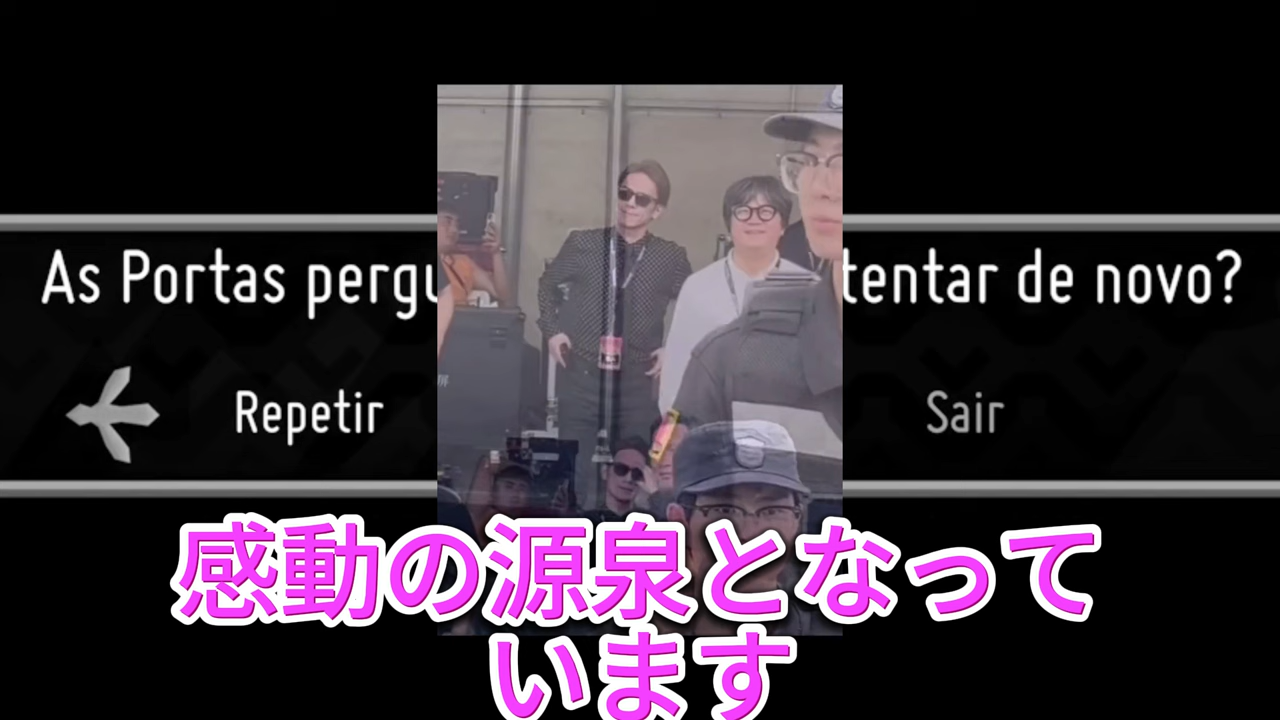 As Portas pergu
tentar de novo?
Repetir
Sair
感動の源泉となって
います